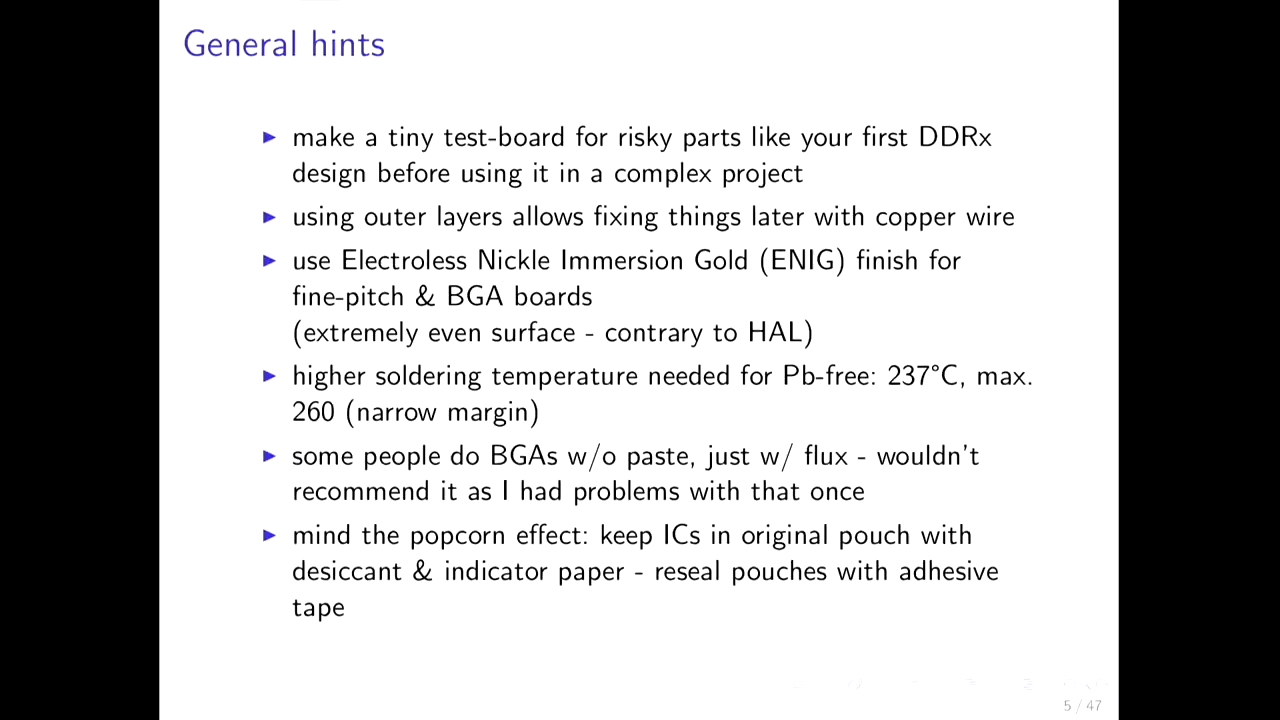 General hints
▶ make a tiny test-board for risky parts like your first DDRx
design before using it in a complex project
▶ using outer layers allows fixing things later with copper wire
▶ use Electroless Nickle Immersion Gold (ENIG) finish for
fine-pitch & BGA boards
(extremely even surface - contrary to HAL)
▶ higher soldering temperature needed for Pb-free: 237°C, max.
260 (narrow margin)
▶ some people do BGAs w/o paste, just w/ flux - wouldn't
recommend it as I had problems with that once
▶ mind the popcorn effect: keep ICs in original pouch with
desiccant & indicator paper - reseal pouches with adhesive
tape
5 / 47